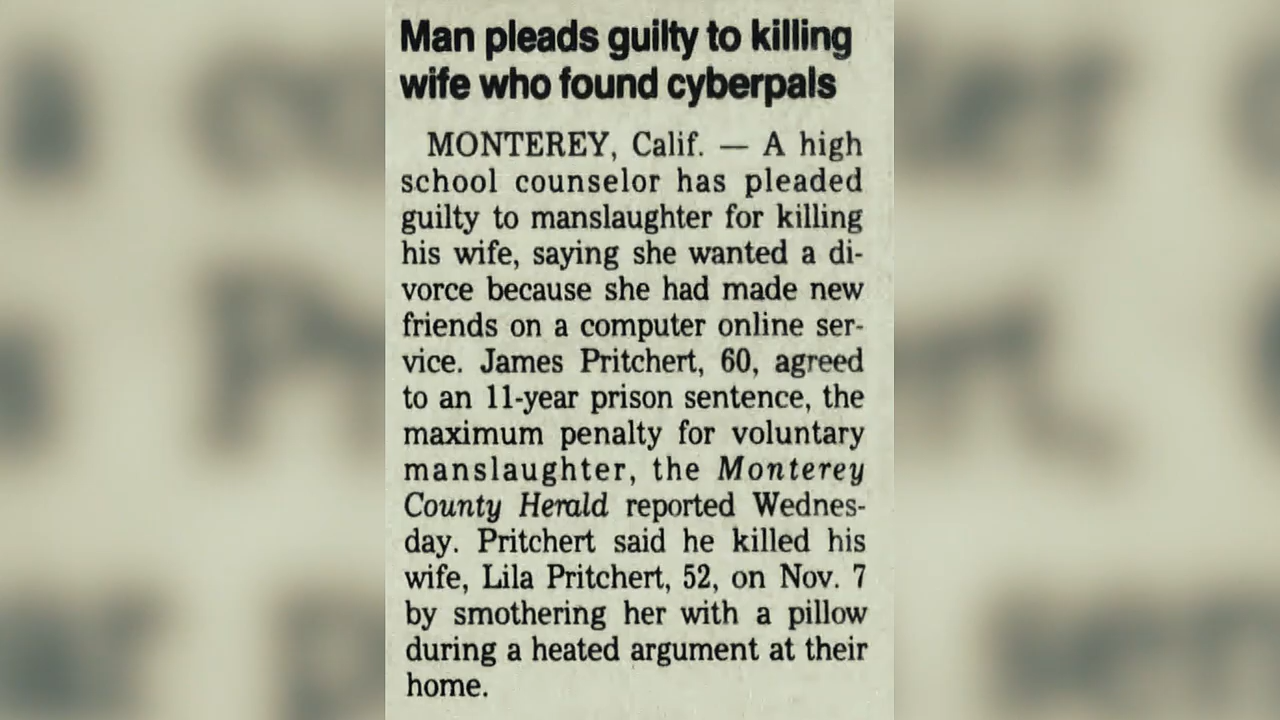 Man pleads guilty to killing
wife who found cyberpals
MONTEREY, Calif. — A high
school counselor has pleaded
guilty to manslaughter for killing
his wife, saying she wanted a di-
vorce because she had made new
friends on a computer online ser-
vice. James Pritchert, 60, agreed
to an 11-year prison sentence, the
maximum penalty for voluntary
manslaughter, the Monterey
County Herald reported Wednes-
day. Pritchert said he killed his
wife, Lila Pritchert, 52, on Nov. 7
by smothering her with a pillow
during a heated argument at their
home.